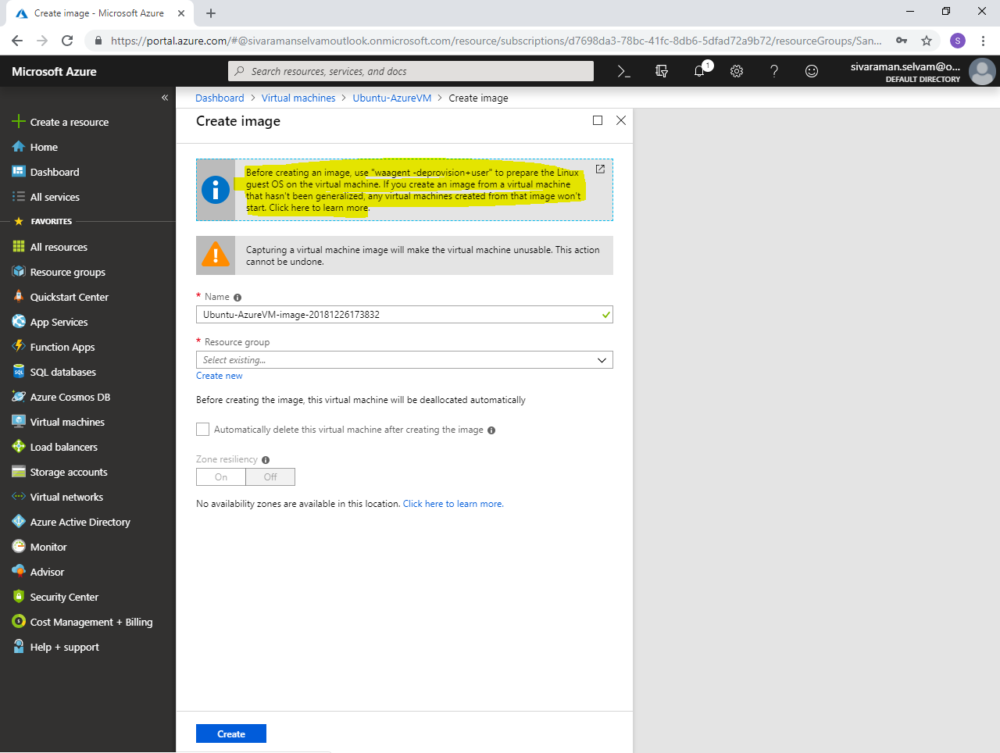 Create image - Microsoft Azure
https://portal.azure.com/#@sivaramanselvamoutlook.onmicrosoft.com/resource/subscriptions/d7698da3-78bc-41fc-8db6-5dfad72a9b72/resourceGroups/San...
S
Microsoft Azure
Search resources, services, and docs
1
sivaraman.selvam@o...
DEFAULT DIRECTORY
«
Create a resource
Home
Dashboard
All services
FAVORITES
All resources
Resource groups
Quickstart Center
App Services
Function Apps
SQL databases
Azure Cosmos DB
Virtual machines
Load balancers
Storage accounts
Virtual networks
Azure Active Directory
Monitor
Advisor
Security Center
Cost Management + Billing
Help + support
Dashboard > Virtual machines > Ubuntu-AzureVM > Create image
Create image
Before creating an image, use "waagent -deprovision+user" to prepare the Linux
guest OS on the virtual machine. If you create an image from a virtual machine
that hasn't been generalized, any virtual machines created from that image won't
start. Click here to learn more.
Capturing a virtual machine image will make the virtual machine unusable. This action
cannot be undone.
* Name
Ubuntu-AzureVM-image-20181226173832
* Resource group
Select existing...
Create new
Before creating the image, this virtual machine will be deallocated automatically
Automatically delete this virtual machine after creating the image
Zone resiliency
On Off
No availability zones are available in this location. Click here to learn more.
Create